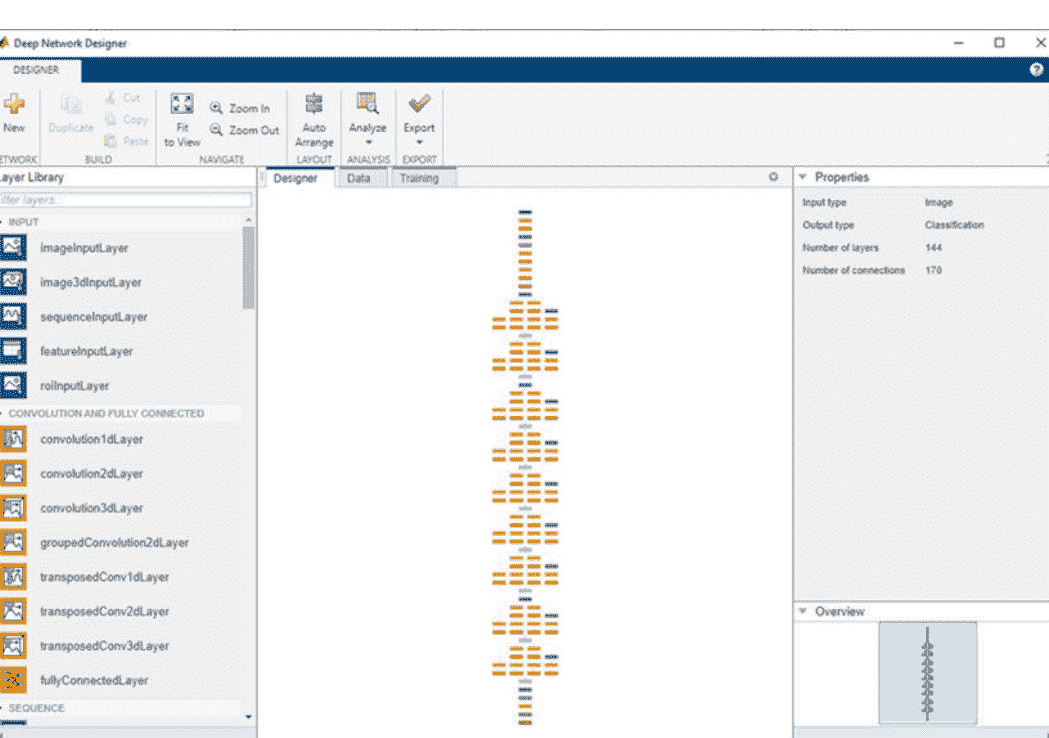 Deep Network Designer
DESIGNER
New
Duplicate
Cut
Copy
Paste
Fit
to View
Zoom In
Zoom Out
Auto
Arrange
Analyze
Export
ETWORK
BUILD
NAVIGATE
LAYOUT
ANALYSIS
EXPORT
ayer Library
ilter layers...
INPUT
imageInputLayer
image3dInputLayer
sequenceInputLayer
featureInputLayer
roiInputLayer
CONVOLUTION AND FULLY CONNECTED
convolution1dLayer
convolution2dLayer
convolution3dLayer
groupedConvolution2dLayer
transposedConv1dLayer
transposedConv2dLayer
transposedConv3dLayer
fullyConnectedLayer
SEQUENCE
Designer
Data
Training
Properties
Input type Image
Output type Classification
Number of layers 144
Number of connections 170
Overview